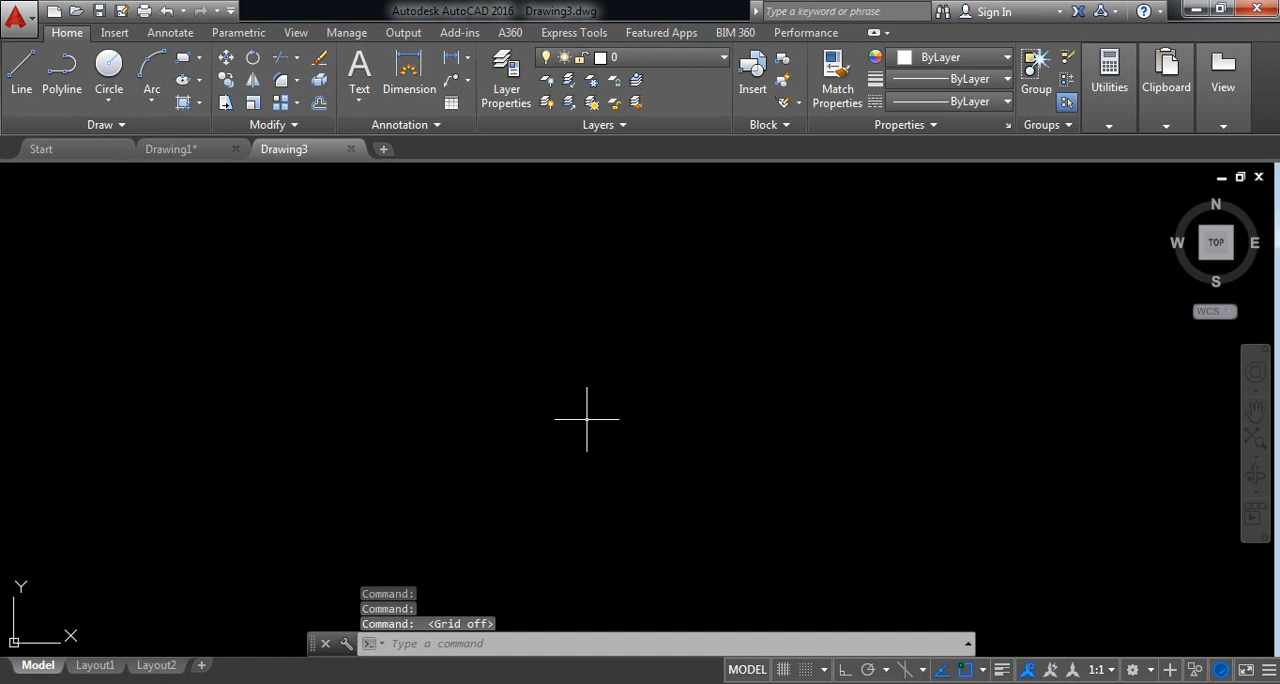 Autodesk AutoCAD 2016 Drawing3.dwg
Type a keyword or phrase
Sign In
Home Insert Annotate Parametric View Manage Output Add-ins A360 Express Tools Featured Apps BIM 360 Performance
Line Polyline Circle Arc
Text Dimension
Layer Properties
0
Insert
Match Properties
ByLayer
ByLayer
ByLayer
Group
Utilities Clipboard View
Draw Modify Annotation Layers Block Properties Groups
Start Drawing1* Drawing3
N
W TOP E
S
WCS
Y
X
Command:
Command:
Command: <Grid off>
Type a command
Model Layout1 Layout2
MODEL 1:1